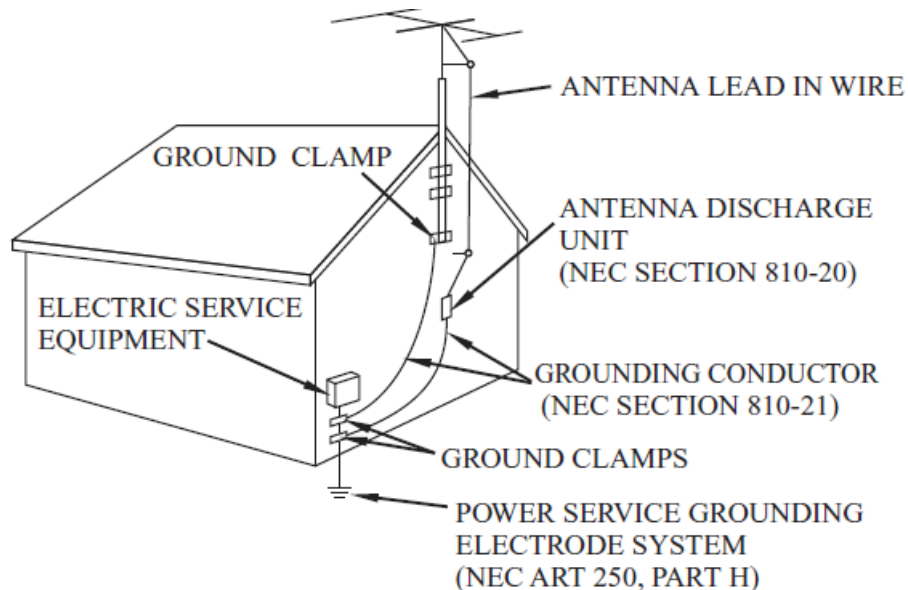 ANTENNA LEAD IN WIRE
GROUND CLAMP
ANTENNA DISCHARGE
UNIT
(NEC SECTION 810-20)
ELECTRIC SERVICE
EQUIPMENT
GROUNDING CONDUCTOR
(NEC SECTION 810-21)
GROUND CLAMPS
POWER SERVICE GROUNDING
ELECTRODE SYSTEM
(NEC ART 250, PART H)